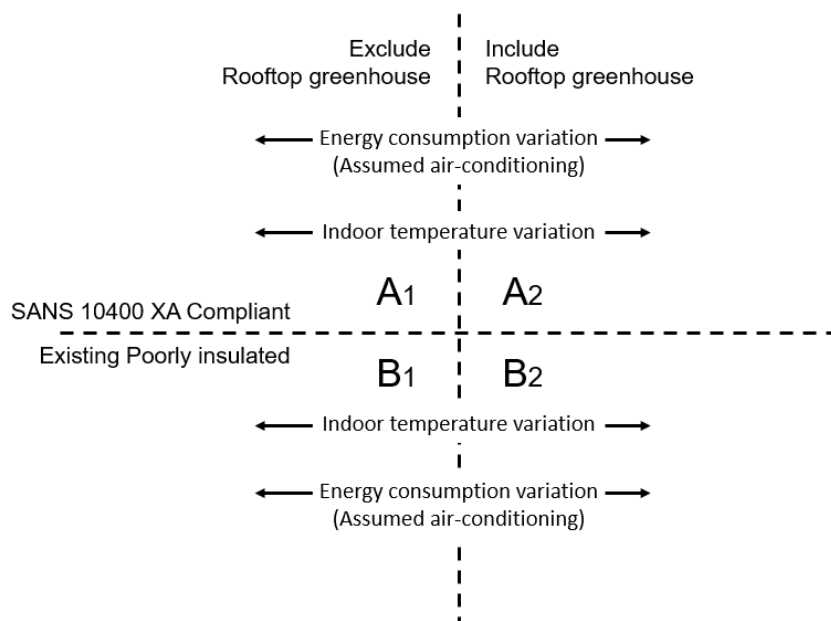 Exclude
Rooftop greenhouse
Include
Rooftop greenhouse
Energy consumption variation
(Assumed air-conditioning)
Indoor temperature variation
A1
A2
SANS 10400 XA Compliant
Existing Poorly insulated
B1
B2
Indoor temperature variation
Energy consumption variation
(Assumed air-conditioning)